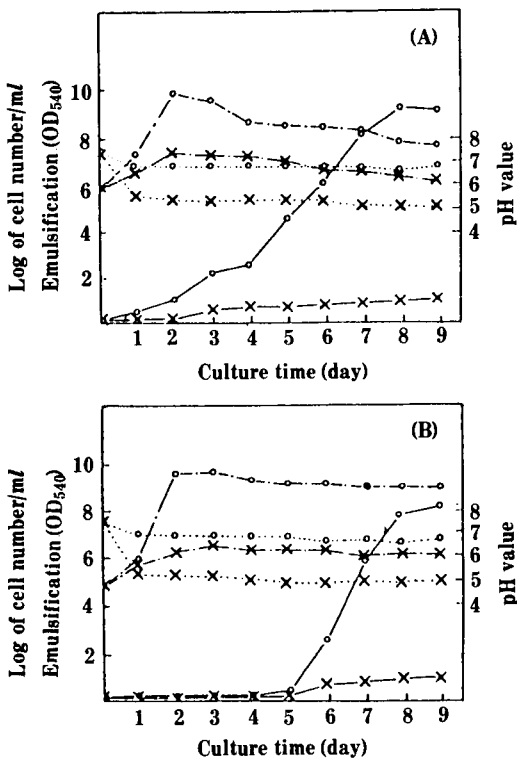 (A)
10
8
6
4
2
8
7
6
5
4
Log of cell number/ml
Emulsification (OD540)
pH value
1 2 3 4 5 6 7 8 9
Culture time (day)
(B)
10
8
6
4
2
8
7
6
5
4
Log of cell number/ml
Emulsification (OD540)
pH value
1 2 3 4 5 6 7 8 9
Culture time (day)